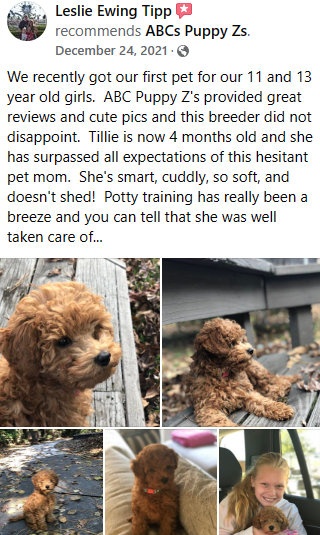 Leslie Ewing Tipp
recommends ABCs Puppy Zs.
December 24, 2021 ·
We recently got our first pet for our 11 and 13
year old girls.  ABC Puppy Z's provided great
reviews and cute pics and this breeder did not
disappoint.  Tillie is now 4 months old and she
has surpassed all expectations of this hesitant
pet mom.  She's smart, cuddly, so soft, and
doesn't shed!  Potty training has really been a
breeze and you can tell that she was well
taken care of...